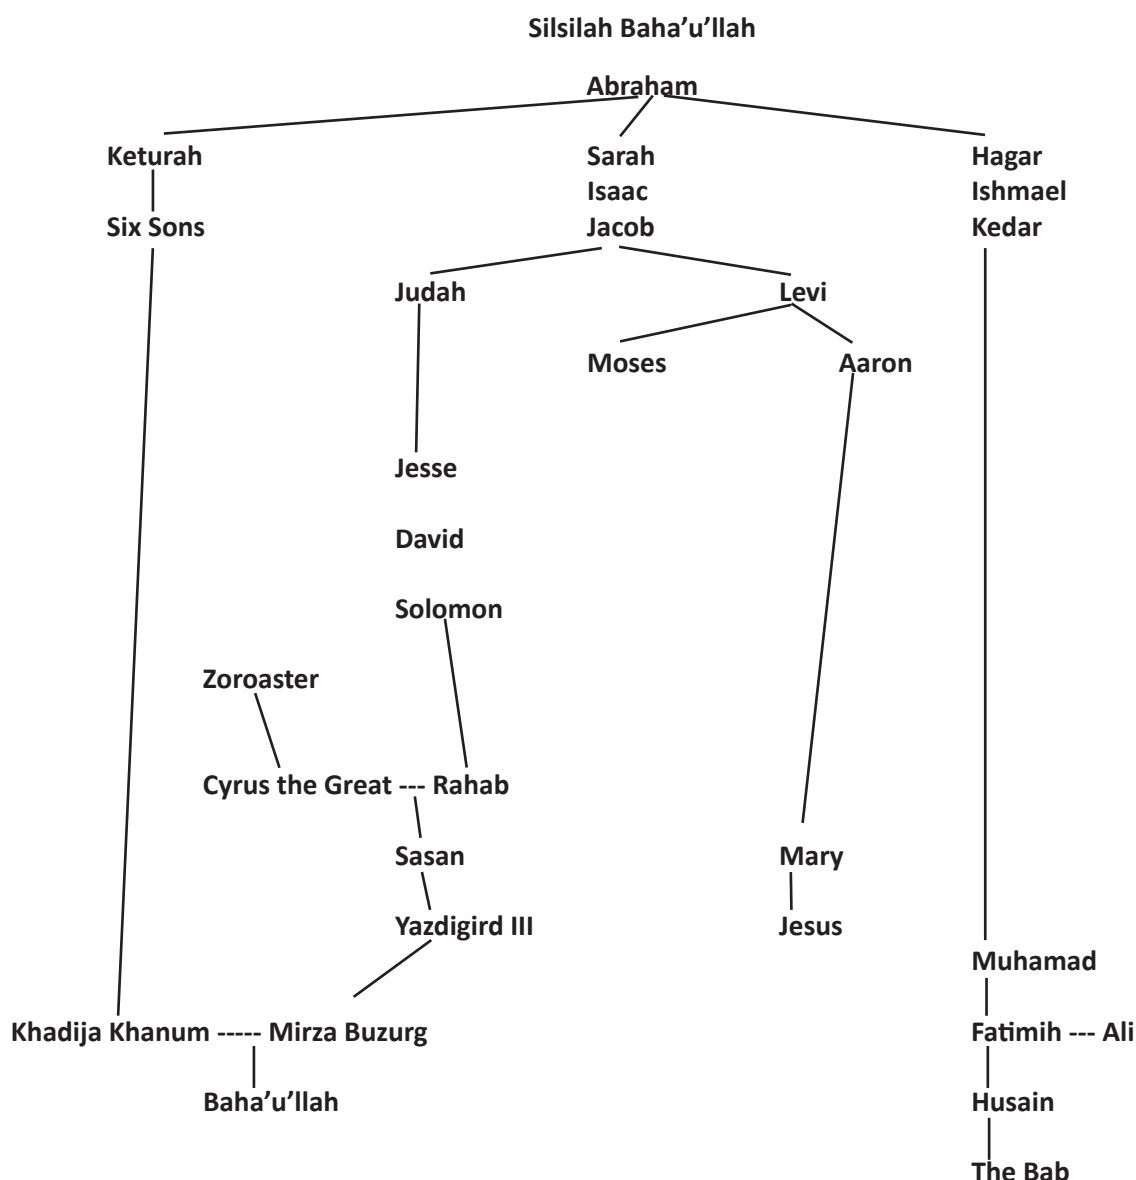 Silsilah Baha’u’llah
Abraham
Keturah Sarah Hagar
Isaac Ishmael
Six Sons Jacob Kedar
Judah Levi
Moses Aaron
Jesse
David
Solomon
Zoroaster
Cyrus the Great --- Rahab
Sasan Mary
Yazdigird III Jesus
Muhamad
Khadija Khanum ----- Mirza Buzurg Fatimih --- Ali
Baha’u’llah Husain
The Bab